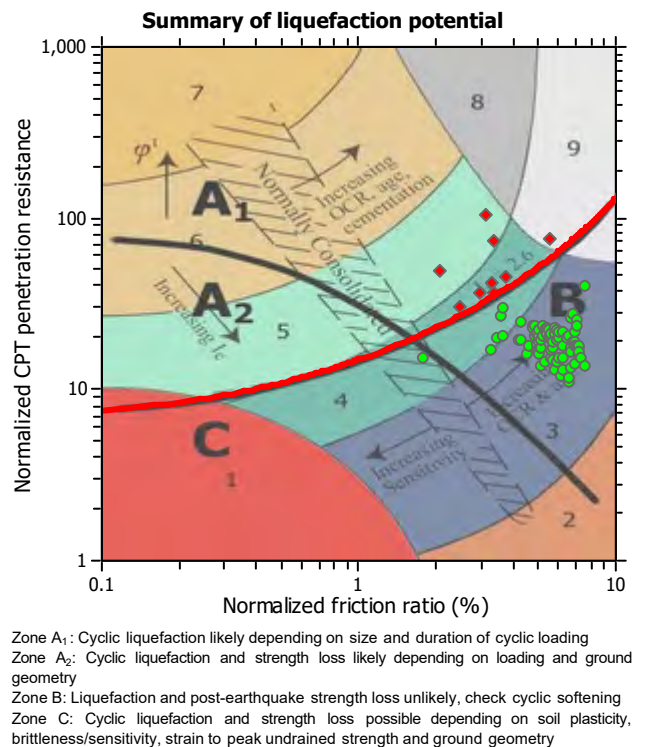 Summary of liquefaction potential
Normalized CPT penetration resistance
1,000
100
10
1
7
8
9
φ'
A1
Normally Consolidated
Increasing
OCR, age,
cementation
6
A2
Increasing Ic
5
2.6
B
4
Increasing
Sensitivity
3
C
1
2
0.1
1
10
Normalized friction ratio (%)
Zone A1: Cyclic liquefaction likely depending on size and duration of cyclic loading
Zone A2: Cyclic liquefaction and strength loss likely depending on loading and ground
geometry
Zone B: Liquefaction and post-earthquake strength loss unlikely, check cyclic softening
Zone C: Cyclic liquefaction and strength loss possible depending on soil plasticity,
brittleness/sensitivity, strain to peak undrained strength and ground geometry